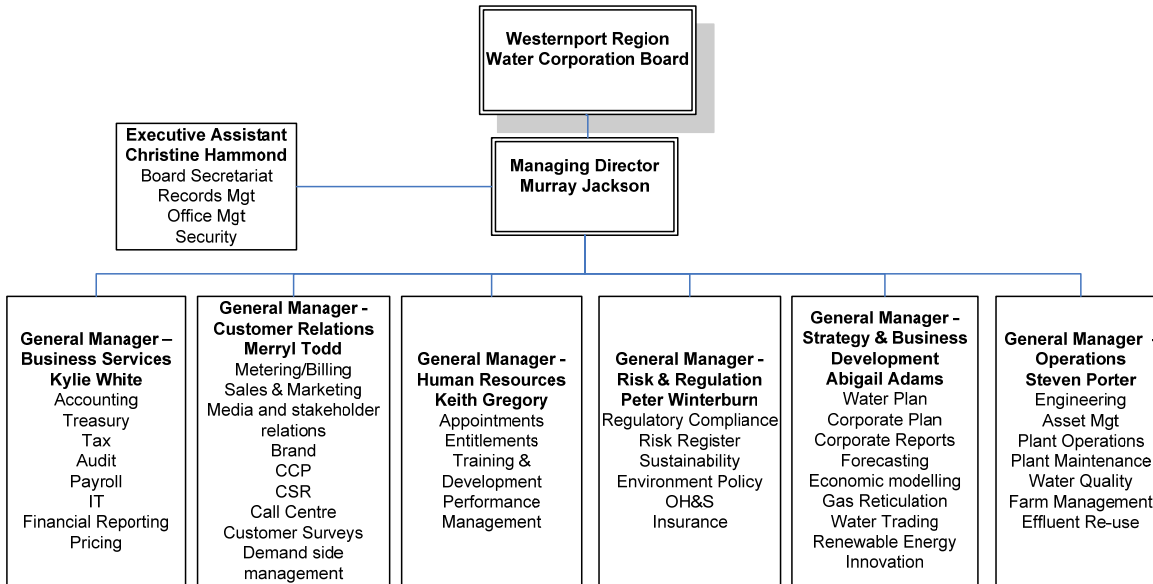 Westernport Region
Water Corporation Board
Executive Assistant
Christine Hammond
Board Secretariat
Records Mgt
Office Mgt
Security
Managing Director
Murray Jackson
General Manager –
Business Services
Kylie White
Accounting
Treasury
Tax
Audit
Payroll
IT
Financial Reporting
Pricing
General Manager -
Customer Relations
Merryl Todd
Metering/Billing
Sales & Marketing
Media and stakeholder
relations
Brand
CCP
CSR
Call Centre
Customer Surveys
Demand side
management
General Manager -
Human Resources
Keith Gregory
Appointments
Entitlements
Training &
Development
Performance
Management
General Manager -
Risk & Regulation
Peter Winterburn
Regulatory Compliance
Risk Register
Sustainability
Environment Policy
OH&S
Insurance
General Manager –
Strategy & Business
Development
Abigail Adams
Water Plan
Corporate Plan
Corporate Reports
Forecasting
Economic modelling
Gas Reticulation
Water Trading
Renewable Energy
Innovation
General Manager -
Operations
Steven Porter
Engineering
Asset Mgt
Plant Operations
Plant Maintenance
Water Quality
Farm Management
Effluent Re-use